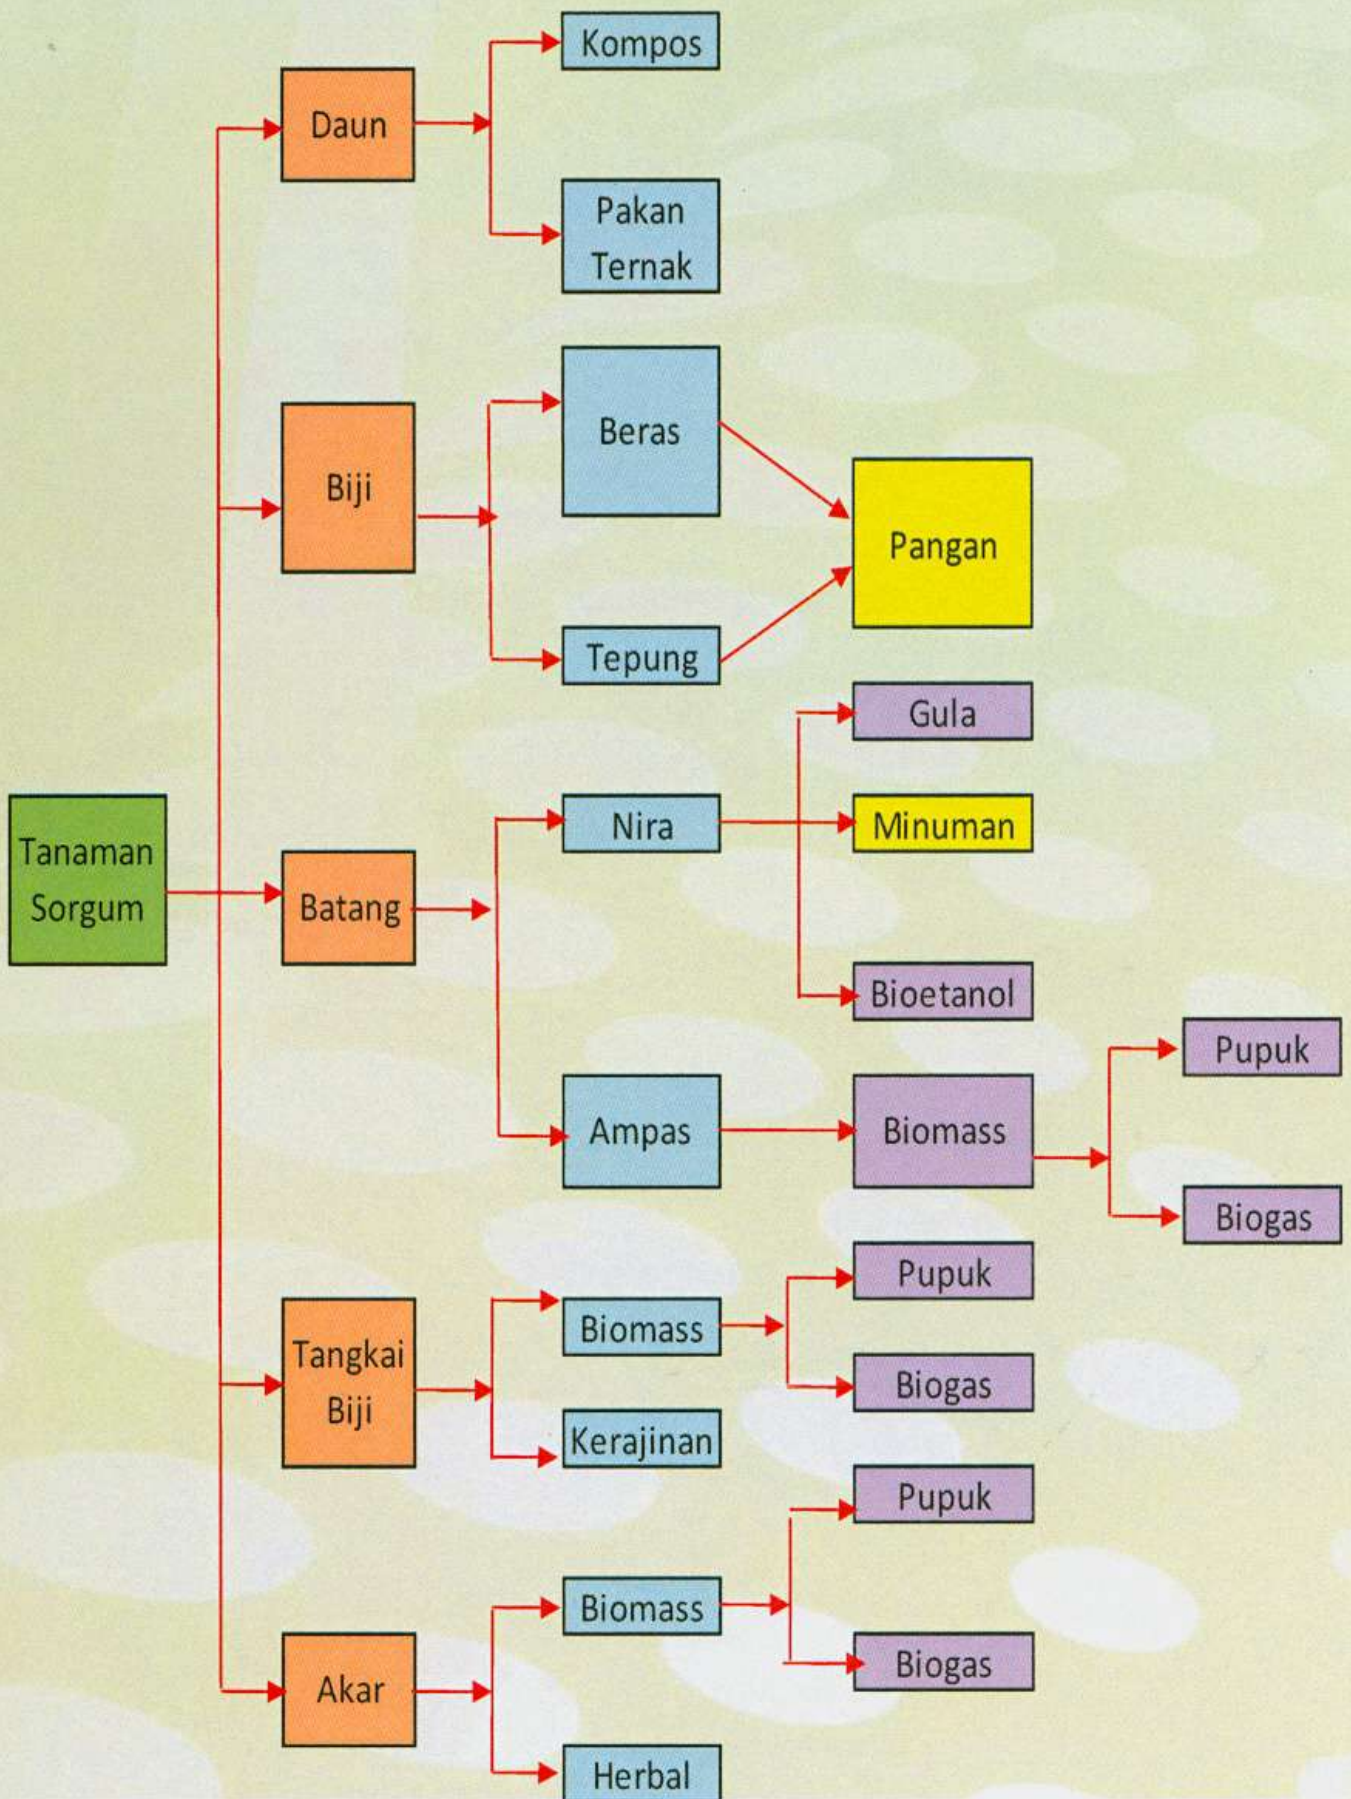 Kompos
Daun
Pakan
Ternak
Beras
Biji
Pangan
Tepung
Gula
Tanaman
Sorgum
Nira
Minuman
Batang
Bioetanol
Pupuk
Ampas
Biomass
Biogas
Pupuk
Tangkai
Biji
Biomass
Biogas
Kerajinan
Pupuk
Biomass
Akar
Biogas
Herbal